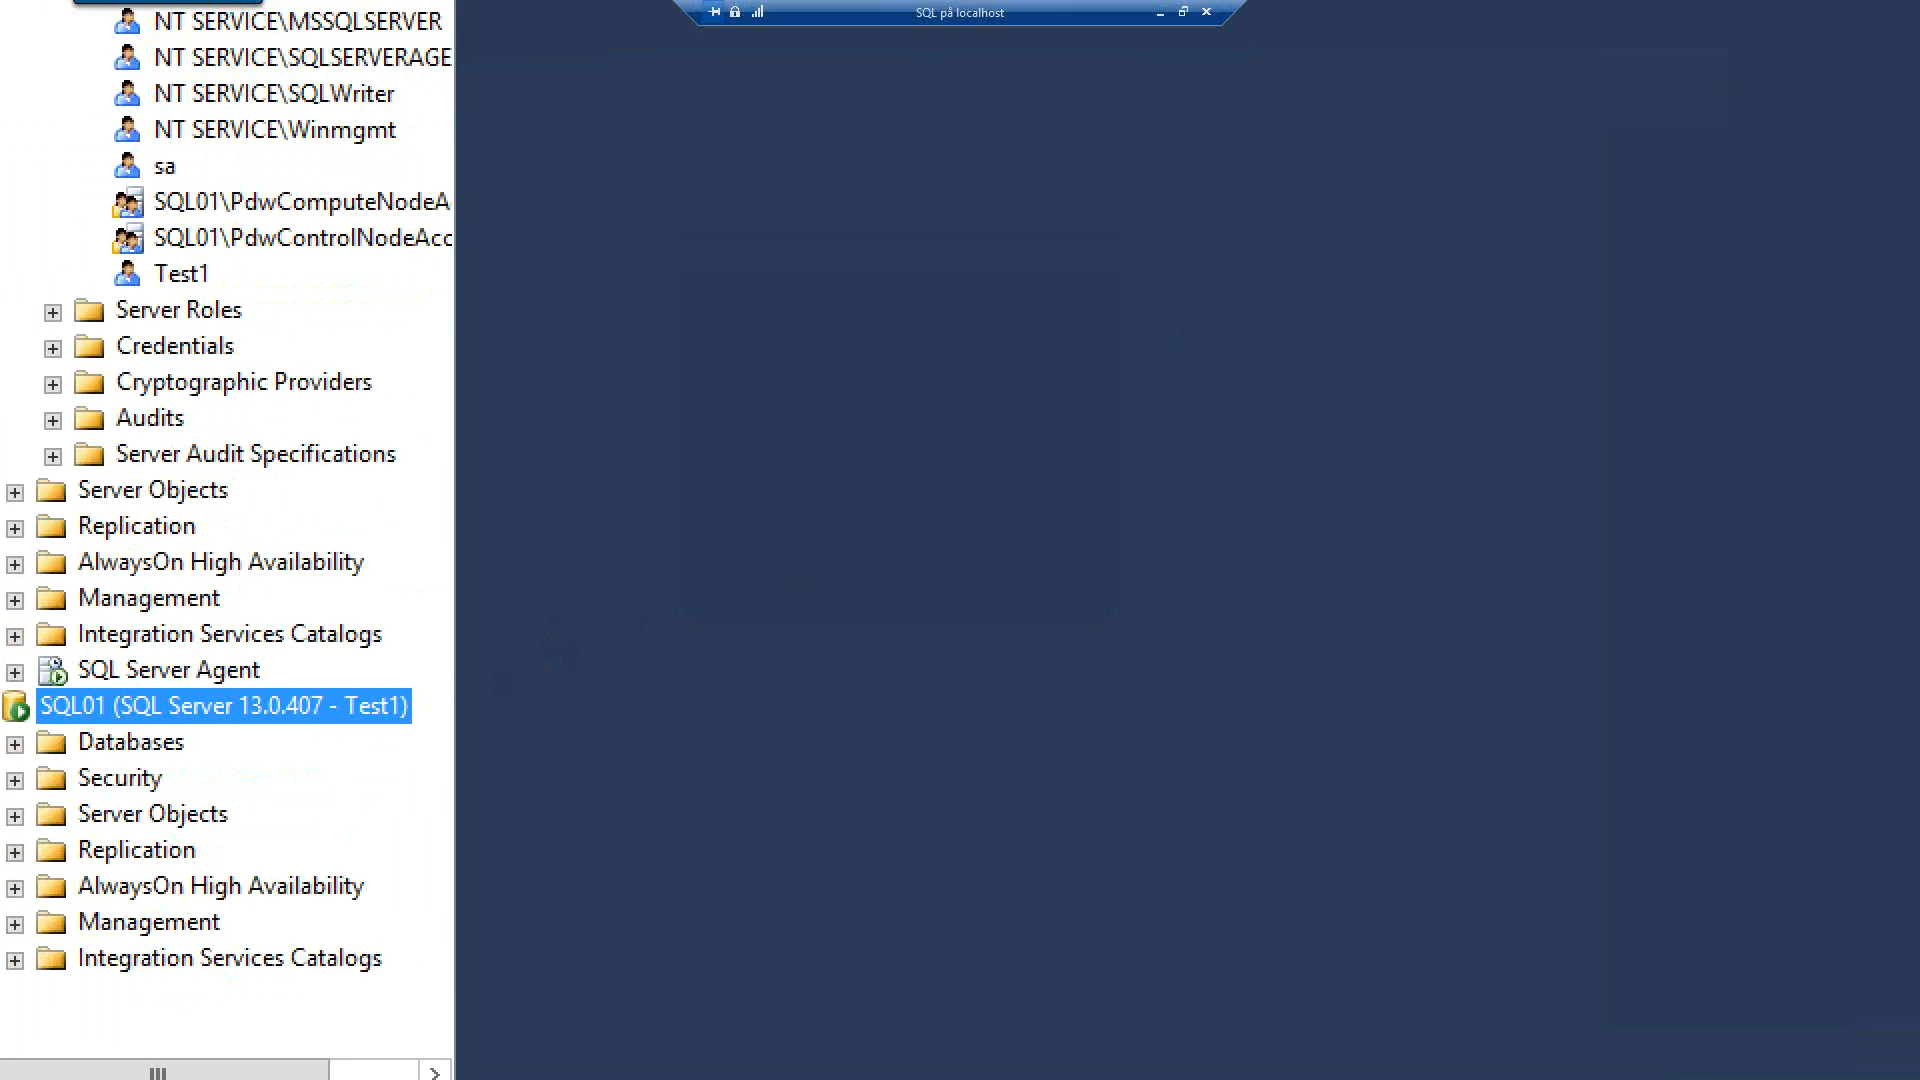 SQL på localhost
NT SERVICE\MSSQLSERVER
NT SERVICE\SQLSERVERAGE
NT SERVICE\SQLWriter
NT SERVICE\Winmgmt
sa
SQL01\PdwComputeNodeA
SQL01\PdwControlNodeAcc
Test1
Server Roles
Credentials
Cryptographic Providers
Audits
Server Audit Specifications
Server Objects
Replication
AlwaysOn High Availability
Management
Integration Services Catalogs
SQL Server Agent
SQL01 (SQL Server 13.0.407 - Test1)
Databases
Security
Server Objects
Replication
AlwaysOn High Availability
Management
Integration Services Catalogs